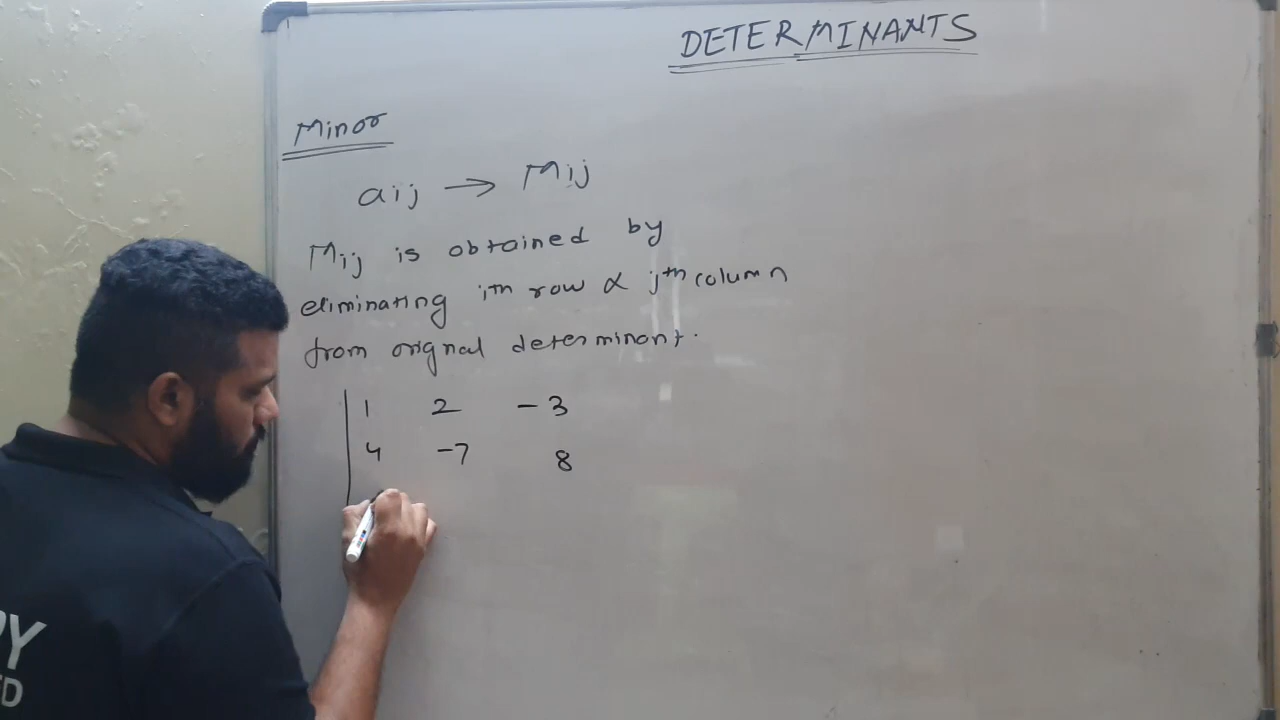 DETERMINANTS
Minor
aij → Mij
Mij is obtained by
eliminating ith row & jth column
from orignal determinant.
1 2 -3
4 -7 8